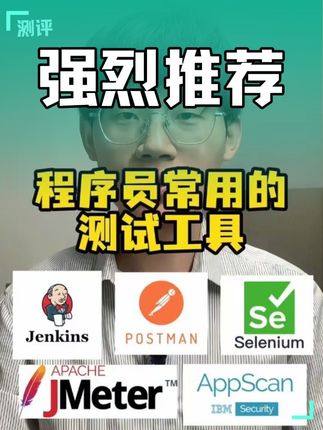 测评
强烈推荐
程序员常用的
测试工具
Jenkins
POSTMAN
Se
Selenium
APACHE
JMeter™
AppScan
IBM Security